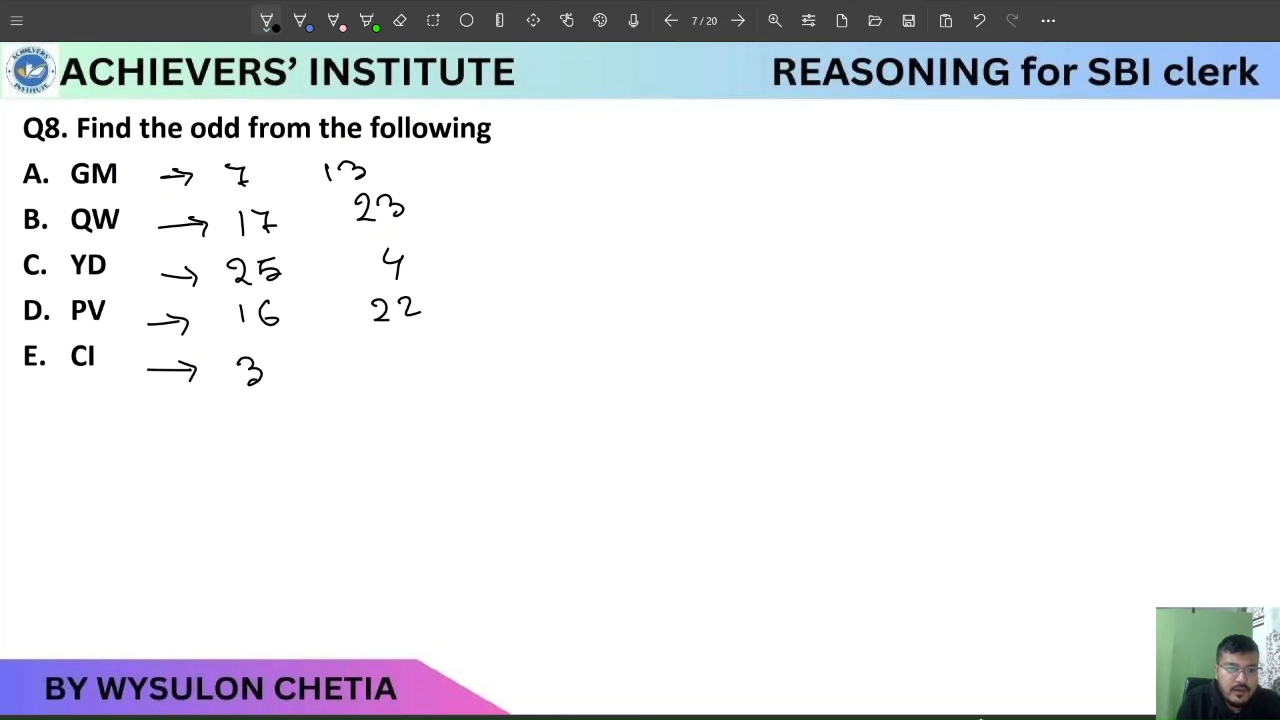 7 / 20
ACHIEVERS' INSTITUTE REASONING for SBI clerk
Q8. Find the odd from the following
A. GM → 7 13
B. QW → 17 23
C. YD → 25 4
D. PV → 16 22
E. CI → 3
BY WYSULON CHETIA